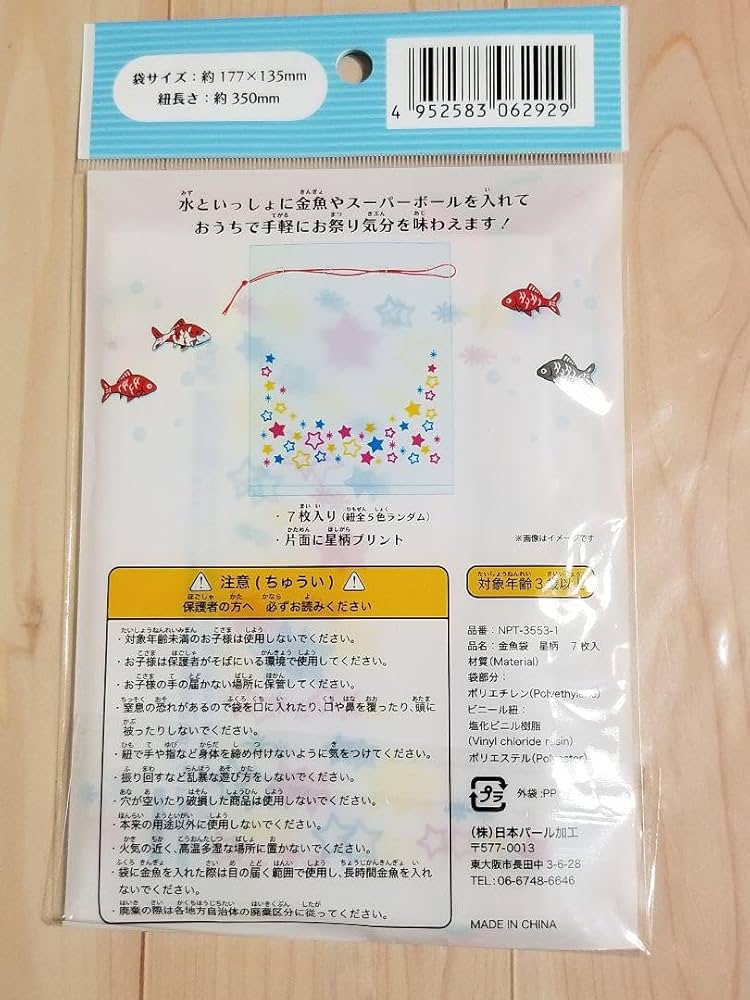 袋サイズ：約 177×135mm
紐長さ：約 350mm
4 952583 062929
水といっしょに金魚やスーパーボールを入れて
おうちで手軽にお祭り気分を味わえます！
・７枚入り（紐全５色ランダム）
・片面に星柄プリント
※画像はイメージです
注意（ちゅうい）
保護者の方へ 必ずお読みください
・対象年齢未満のお子様は使用しないでください。
・お子様は保護者がそばにいる環境で使用してください。
・お子様の手の届かない場所に保管してください。
・窒息の恐れがあるので袋を口に入れたり、口や鼻を覆ったり、頭に
被ったりしないでください。
・紐で手や指など身体を締め付けないように気をつけてください。
・振り回すなど乱暴な遊び方をしないでください。
・穴が空いたり破損した商品は使用しないでください。
・本来の用途以外に使用しないでください。
・火気の近く、高温多湿な場所に置かないでください。
・袋に金魚を入れた際は目の届く範囲で使用し、長時間金魚を入れ
ないでください。
・廃棄の際は各地方自治体の廃棄区分に従ってください。
対象年齢３歳以上
品番：NPT-3553-1
品名：金魚袋　星柄　７枚入
材質(Material)
袋部分：
ポリエチレン(Polyethylene)
ビニール紐：
塩化ビニル樹脂
(Vinyl chloride resin)
ポリエステル(Polyester)
プラ
外袋：PP
(株)日本パール加工
〒577-0013
東大阪市長田中3-6-28
TEL：06-6748-6646
MADE IN CHINA